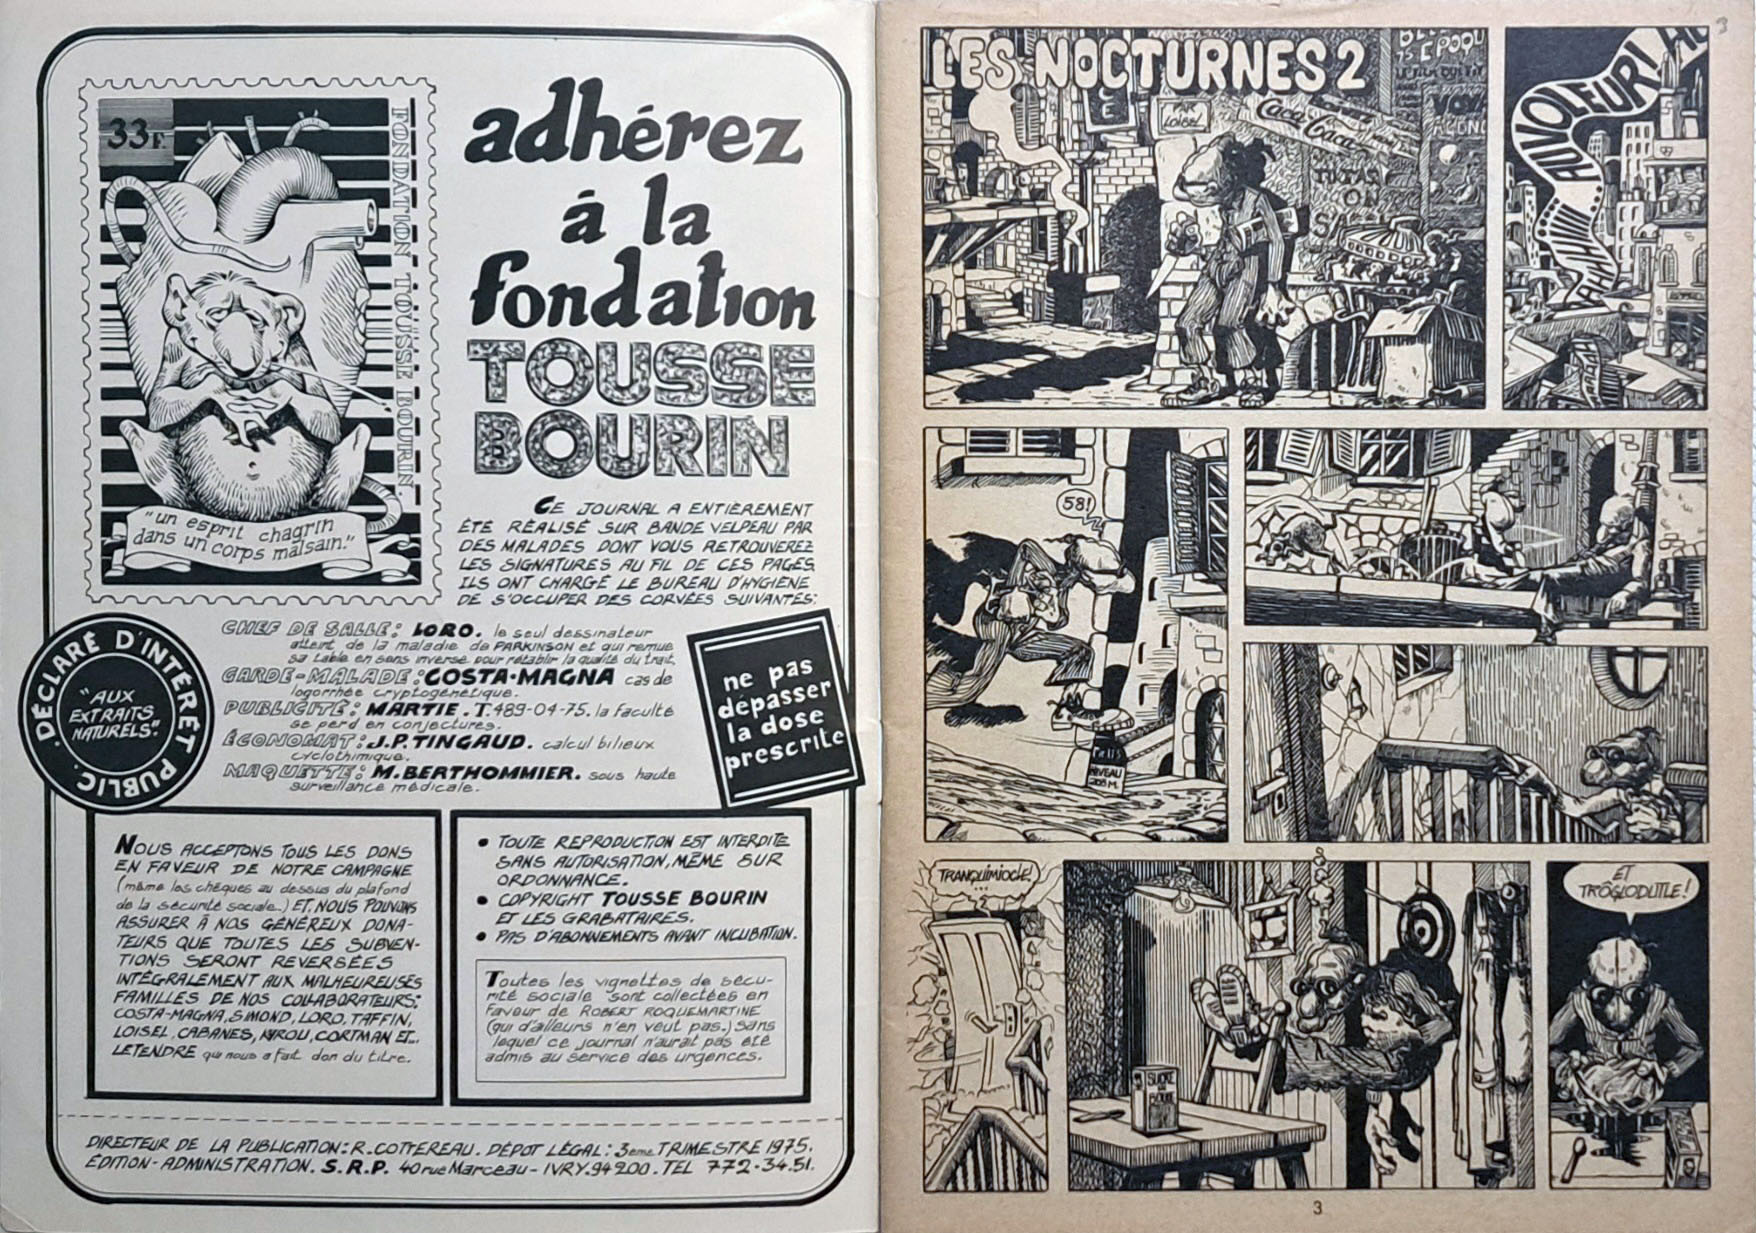 33F.
FONDATION TOUSSE BOURIN.
"un esprit chagrin
dans un corps malsain."
adhérez
à la
fondation
TOUSSE
BOURIN
CE JOURNAL A ENTIÈREMENT
ÉTÉ RÉALISÉ SUR BANDE VELPEAU PAR
DES MALADES DONT VOUS RETROUVEREZ
LES SIGNATURES AU FIL DE CES PAGES.
ILS ONT CHARGÉ LE BUREAU D'HYGIÈNE
DE S'OCCUPER DES CORVÉES SUIVANTES:
CHEF DE SALLE: LORO. le seul dessinateur
atteint de la maladie de PARKINSON et qui remue
sa table en sens inverse pour rétablir la qualité du trait.
GARDE-MALADE: COSTA-MAGNA cas de
logorrhée cryptogénétique.
PUBLICITÉ: MARTIE. T. 489-04-75. la faculté
se perd en conjectures.
ÉCONOMAT: J.P. TINGAUD. calcul bilieux
cyclothimique.
MAQUETTE: M. BERTHOMMIER. sous haute
surveillance médicale.
DÉCLARÉ D'INTÉRÊT PUBLIC.
"AUX
EXTRAITS
NATURELS."
ne pas
dépasser
la dose
prescrite
NOUS ACCEPTONS TOUS LES DONS
EN FAVEUR DE NOTRE CAMPAGNE
(même les chèques au dessus du plafond
de la sécurité sociale.) ET, NOUS POUVONS
ASSURER À NOS GÉNÉREUX DONA-
TEURS QUE TOUTES LES SUBVEN-
TIONS SERONT REVERSÉES
INTÉGRALEMENT AUX MALHEUREUSES
FAMILLES DE NOS COLLABORATEURS:
COSTA-MAGNA, SIMOND, LORO, TAFFIN,
LOISEL, CABANES, KYROU, CORTMAN ET...
LETENDRE qui nous a fait don du titre.
• TOUTE REPRODUCTION EST INTERDITE
SANS AUTORISATION, MÊME SUR
ORDONNANCE.
• COPYRIGHT TOUSSE BOURIN
ET LES GRABATAIRES.
• PAS D'ABONNEMENTS AVANT INCUBATION.
Toutes les vignettes de sécu-
rité sociale sont collectées en
faveur de ROBERT ROQUEMARTINE
(qui d'ailleurs n'en veut pas.) sans
lequel ce journal n'aurait pas été
admis au service des urgences.
DIRECTEUR DE LA PUBLICATION: R. COTTEREAU. DÉPOT LÉGAL: 3eme TRIMESTRE 1975.
ÉDITION-ADMINISTRATION. S.R.P. 40 rue Marceau - IVRY. 94200. TEL 772-34-51.
3
LES NOCTURNES 2
PAR
LOISEL
Caca
AUVOLEUR!
58!
NIVEAU
208 M.
TRANQUIMIOCHE!
...
SUCRE
ET
TRÔGLODUTLE!
3